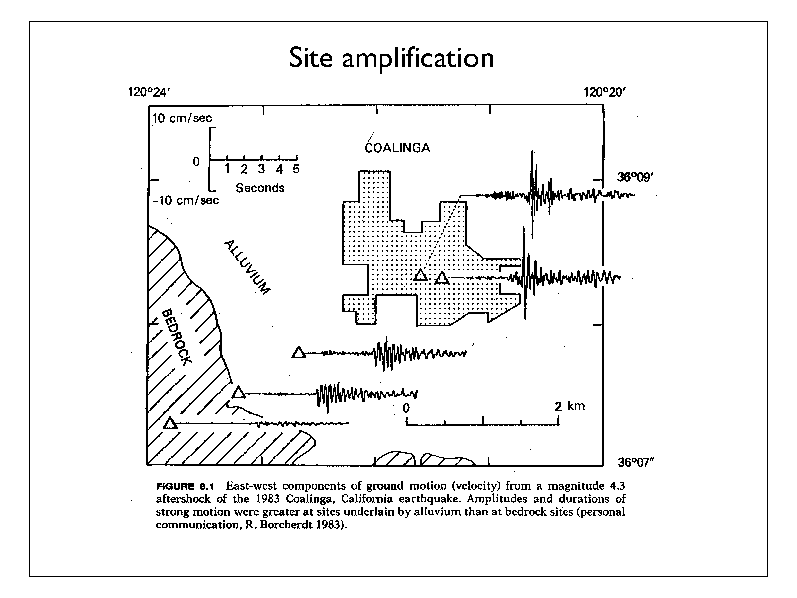 Site amplification
120°24′
120°20′
10 cm/sec
0
1 2 3 4 5
Seconds
-10 cm/sec
COALINGA
36°09′
ALLUVIUM
BEDROCK
0
2 km
36°07″
FIGURE 8.1 East-west components of ground motion (velocity) from a magnitude 4.3
aftershock of the 1983 Coalinga, California earthquake. Amplitudes and durations of
strong motion were greater at sites underlain by alluvium than at bedrock sites (personal
communication, R. Borcherdt 1983).